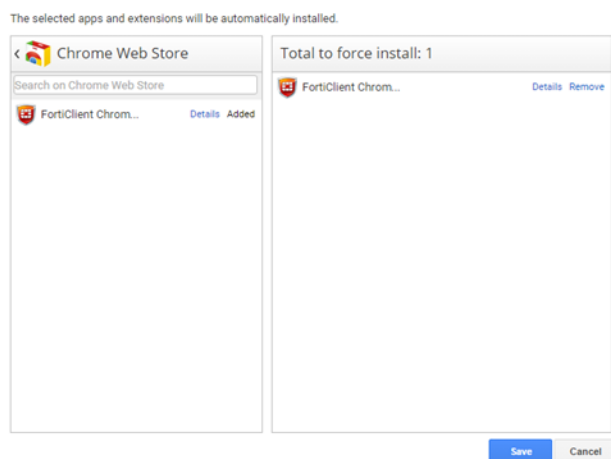 The selected apps and extensions will be automatically installed.
Chrome Web Store
Search on Chrome Web Store
FortiClient Chrom... Details Added
Total to force install: 1
FortiClient Chrom... Details Remove
Save Cancel